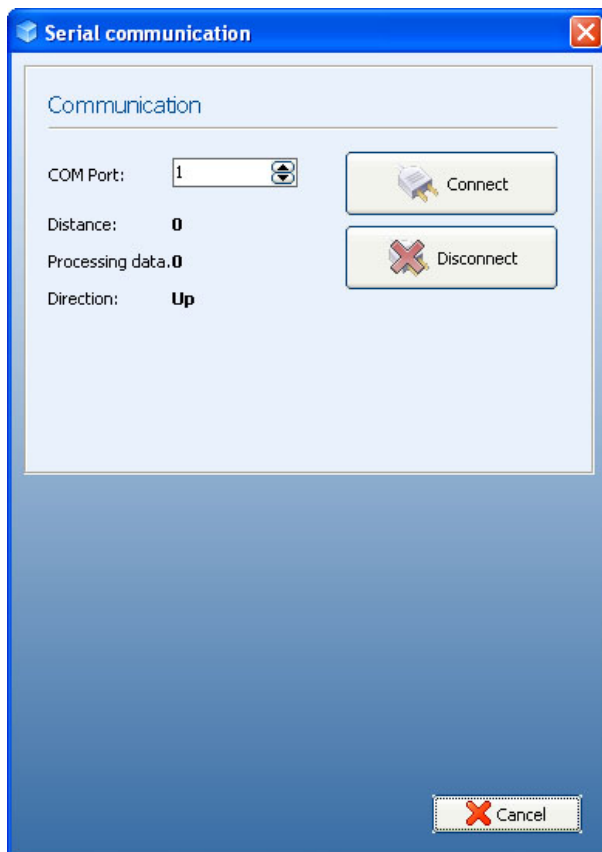 Serial communication
Communication
COM Port: 1
Connect
Distance: 0
Disconnect
Processing data.0
Direction: Up
Cancel